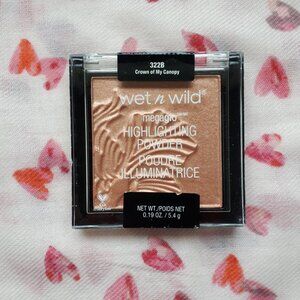 322B
Crown of My Canopy
wet n wild®
megaglo
HIGHLIGHTING
POWDER
POUDRE
ILLUMINATRICE
NET WT./POIDS NET
0.19 OZ. / 5.4 g